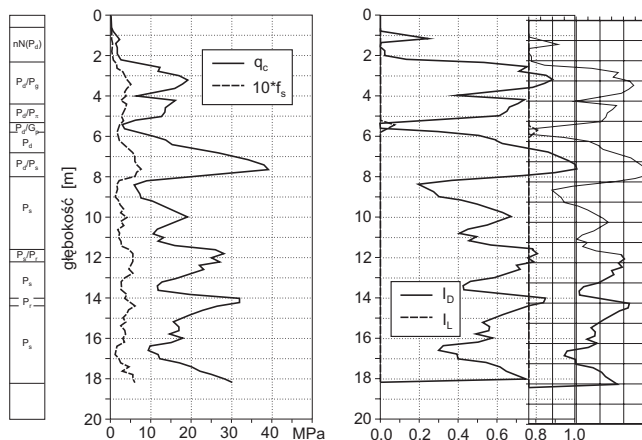 0
2
4
6
8
10
12
14
16
18
20
głębokość [m]
nN(Pd)
Pd/Pg
Pd/Pπ
Pd/Gp
Pd
Pd/Ps
Ps
Ps/Pr
Ps
Pr
Ps
qc
10*fs
0
10
20
30
40
MPa
0
2
4
6
8
10
12
14
16
18
20
ID
IL
0.0
0.2
0.4
0.6
0.8
1.0